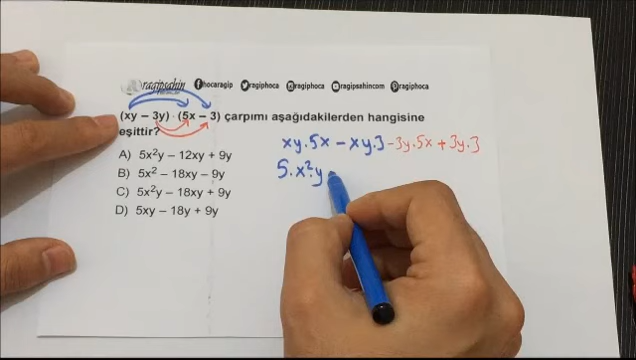 ragipsahin hocaragip ragiphoca ragiphoca ragipsahincom ragiphoca
(xy – 3y) · (5x – 3) çarpımı aşağıdakilerden hangisine
eşittir?
xy.5x – xy.3 – 3y.5x + 3y.3
5.x².y
A) 5x²y – 12xy + 9y
B) 5x² – 18xy – 9y
C) 5x²y – 18xy + 9y
D) 5xy – 18y + 9y